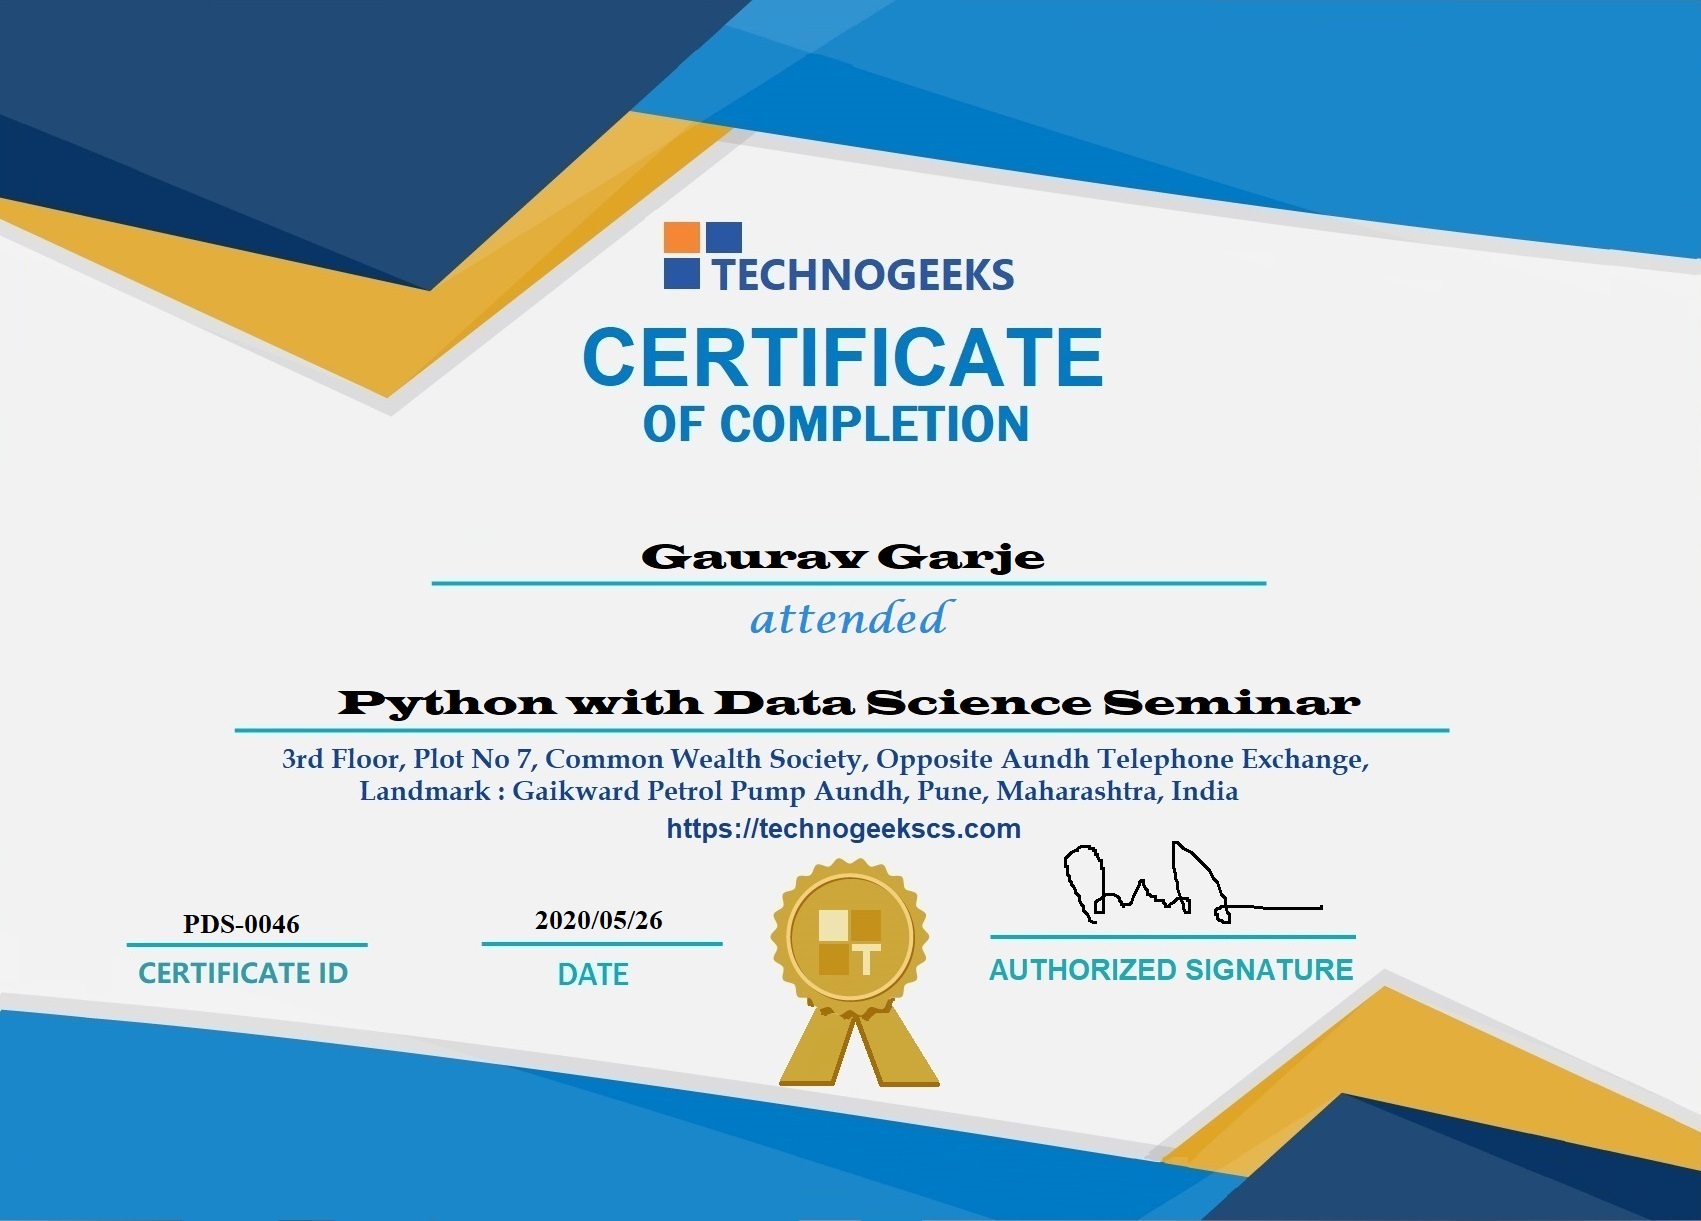 TECHNOGEEKS
CERTIFICATE
OF COMPLETION
Gaurav Garje
attended
Python with Data Science Seminar
3rd Floor, Plot No 7, Common Wealth Society, Opposite Aundh Telephone Exchange,
Landmark : Gaikward Petrol Pump Aundh, Pune, Maharashtra, India
https://technogeekscs.com
PDS-0046
2020/05/26
T
CERTIFICATE ID
DATE
AUTHORIZED SIGNATURE